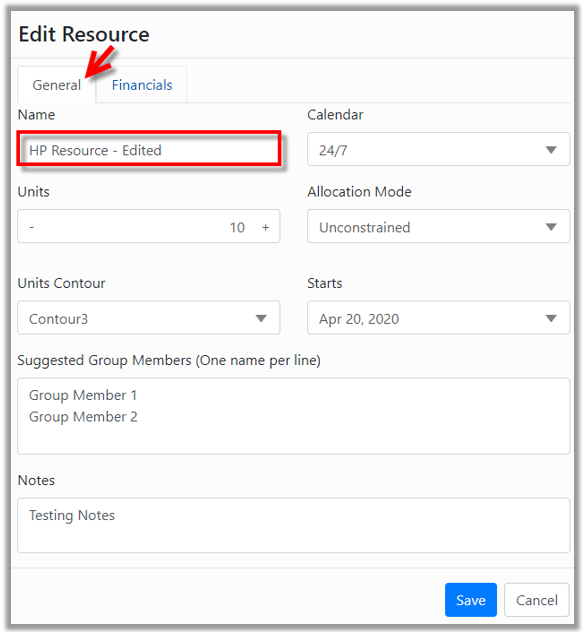 Edit Resource
General Financials
Name Calendar
HP Resource - Edited 24/7
Units Allocation Mode
- 10 + Unconstrained
Units Contour Starts
Contour3 Apr 20, 2020
Suggested Group Members (One name per line)
Group Member 1
Group Member 2
Notes
Testing Notes
Save Cancel